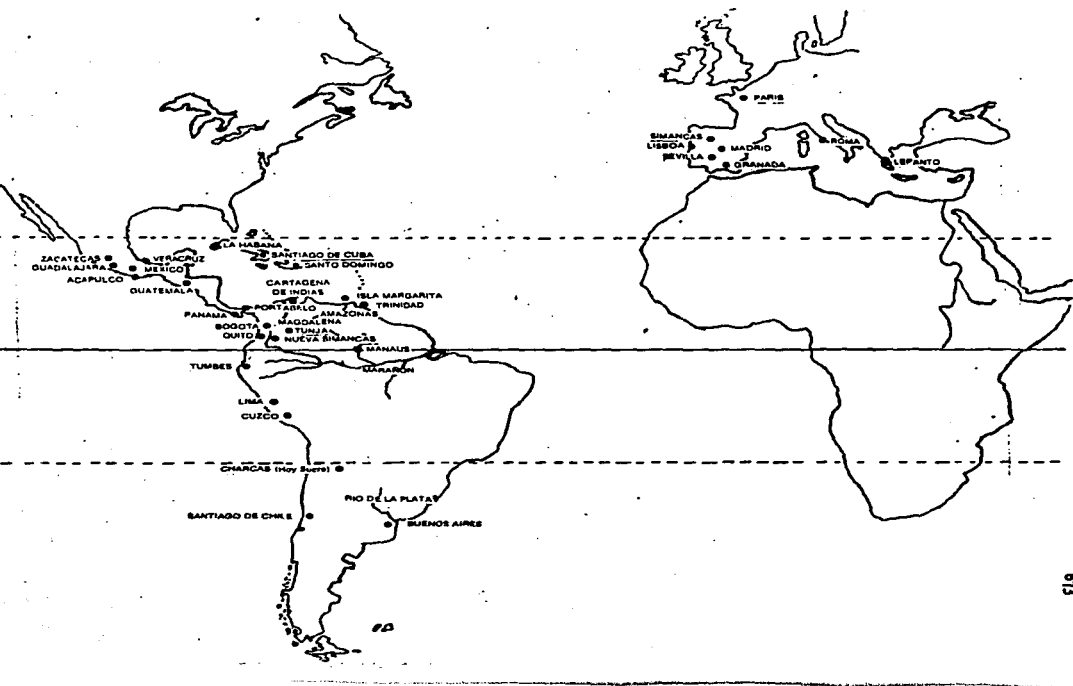 PARIS
SIMANCAS
LISBOA
MADRID
SEVILLA
GRANADA
ROMA
LEPANTO
LA HABANA
ZACATECAS
VERACRUZ
SANTIAGO DE CUBA
GUADALAJARA
MEXICO
SANTO DOMINGO
ACAPULCO
GUATEMALA
CARTAGENA
DE INDIAS
ISLA MARGARITA
TRINIDAD
PORTABELO
PANAMA
AMAZONAS
BOGOTA
MAGDALENA
TUNJA
QUITO
NUEVA SIMANCAS
MANAUS
TUMBES
MARAÑON
LIMA
CUZCO
CHARCAS (Hoy Sucre)
RIO DE LA PLATA
SANTIAGO DE CHILE
BUENOS AIRES
613